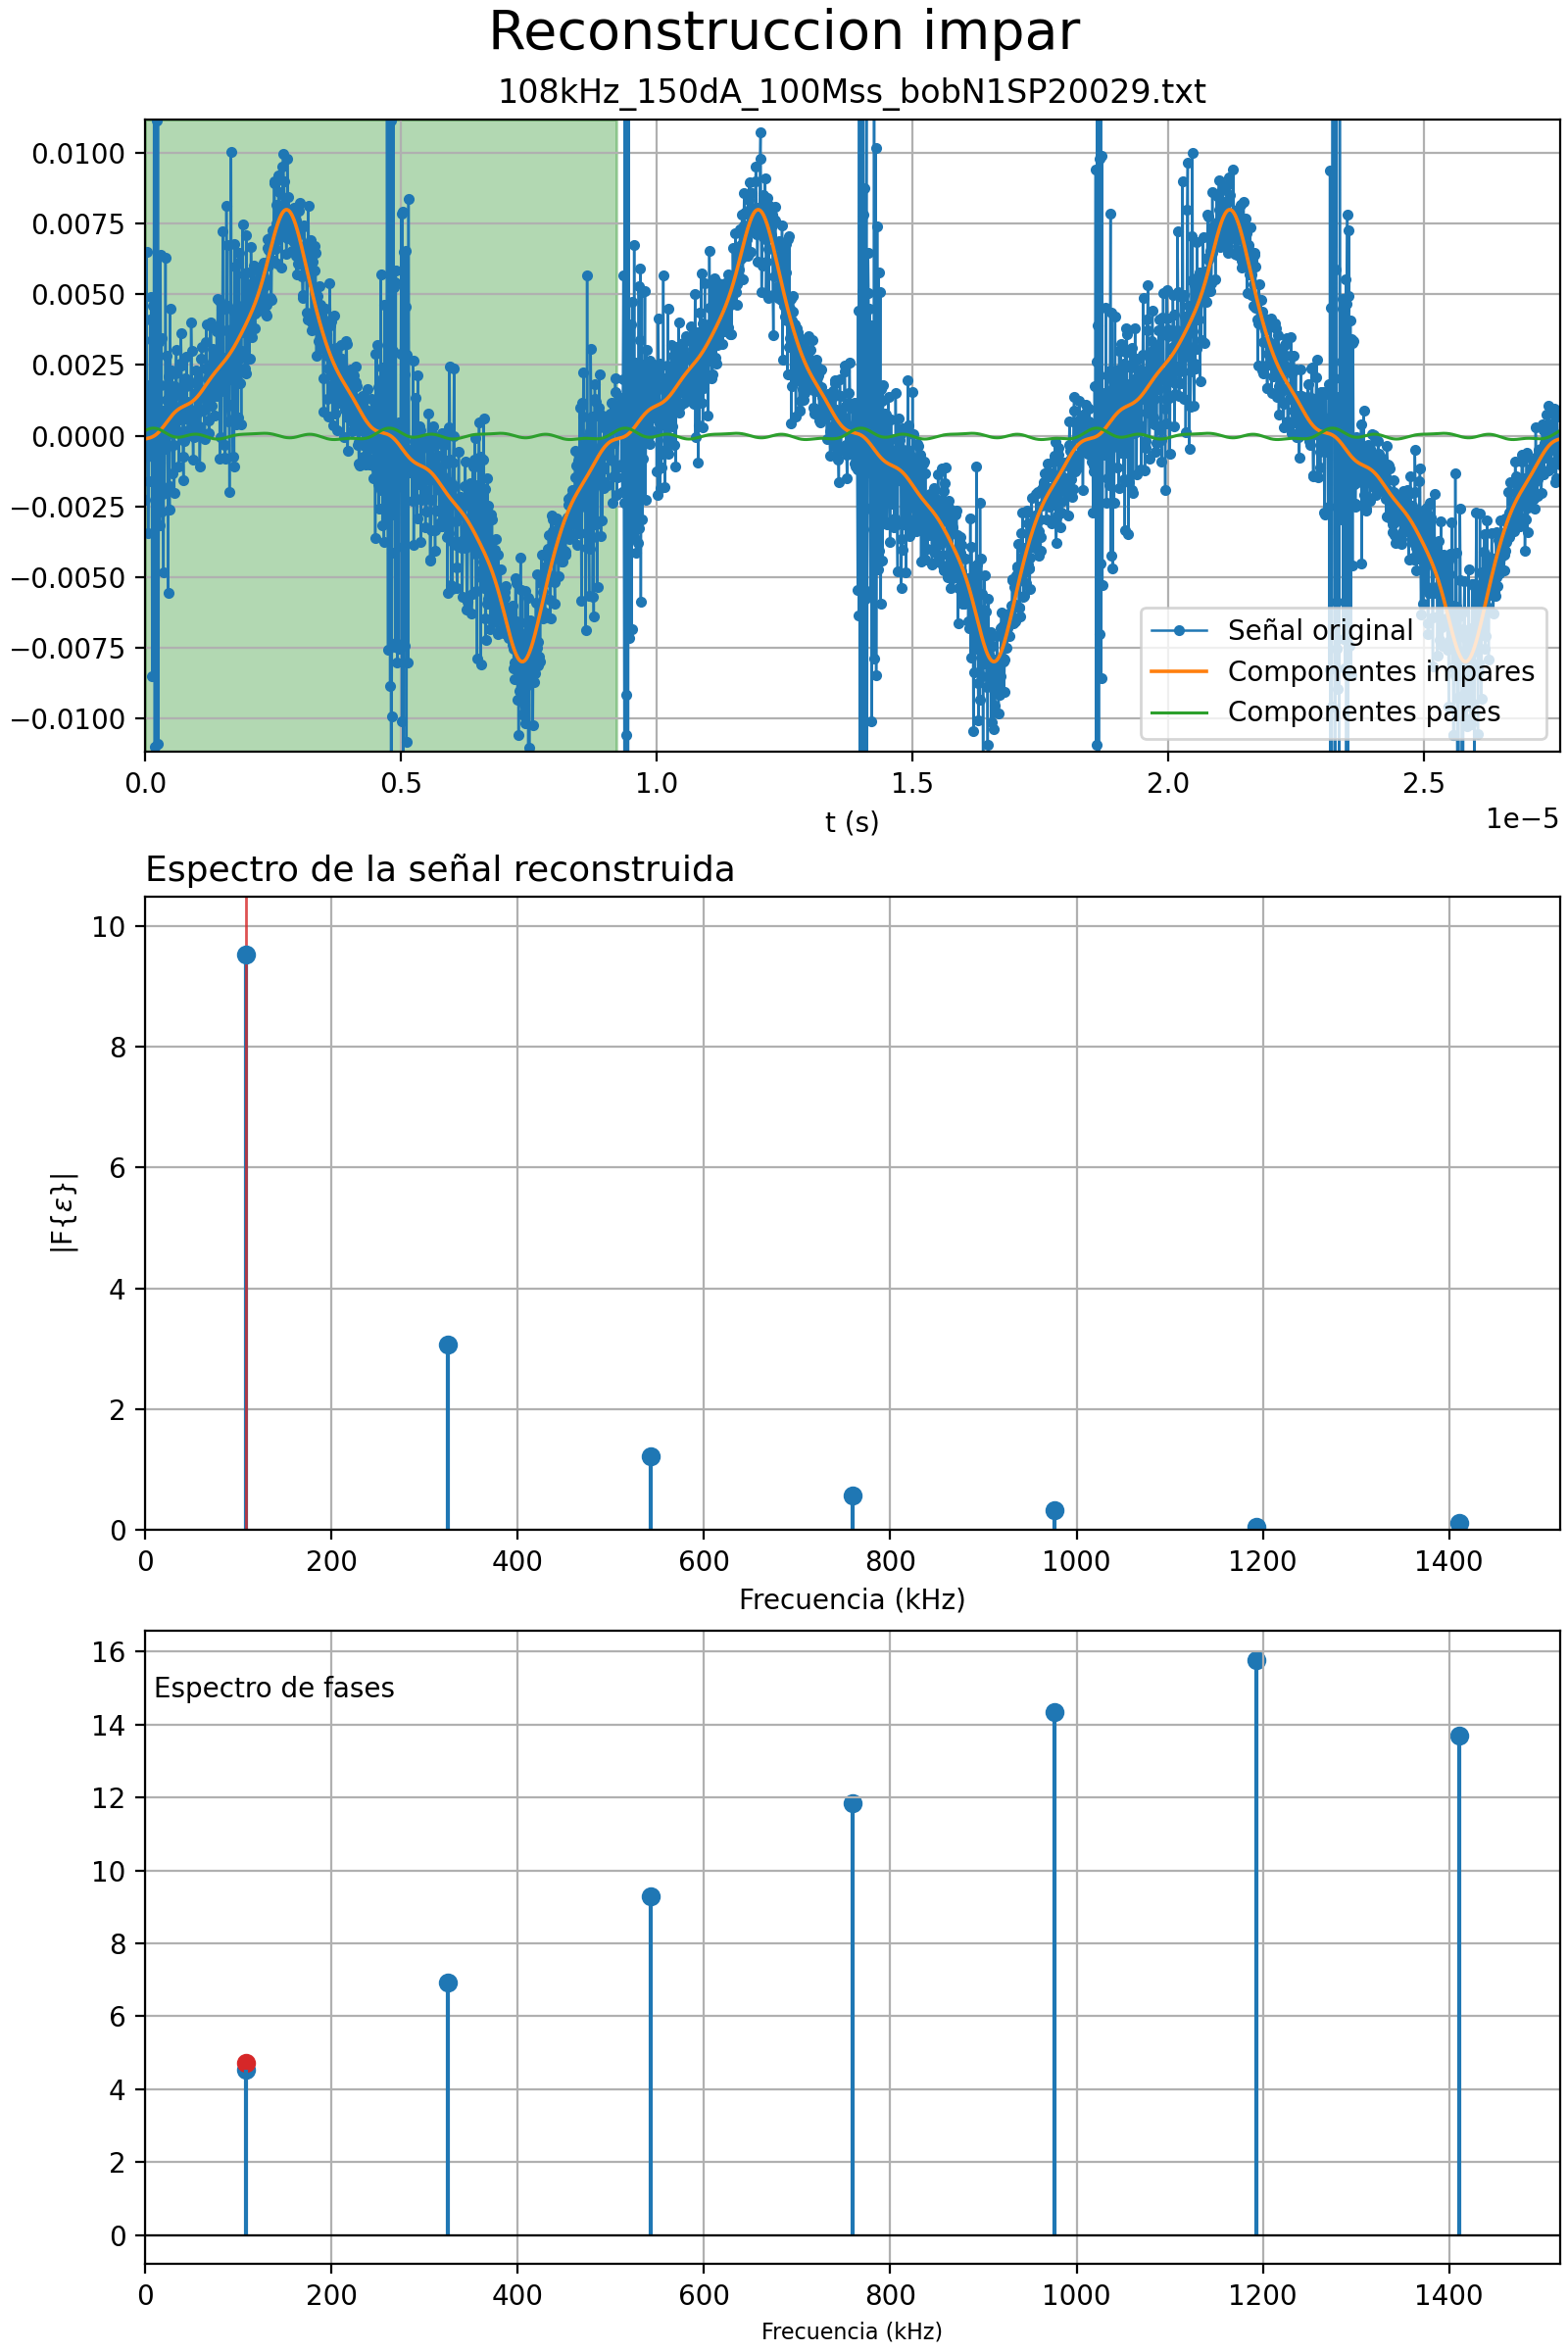 Reconstruccion impar
108kHz_150dA_100Mss_bobN1SP20029.txt
0.0100
0.0075
0.0050
0.0025
0.0000
−0.0025
−0.0050
−0.0075
−0.0100
Señal original
Componentes impares
Componentes pares
0.0 0.5 1.0 1.5 2.0 2.5
t (s)
1e−5
Espectro de la señal reconstruida
10
8
6
4
2
0
|F{ε}|
0 200 400 600 800 1000 1200 1400
Frecuencia (kHz)
16
Espectro de fases
14
12
10
8
6
4
2
0
0 200 400 600 800 1000 1200 1400
Frecuencia (kHz)